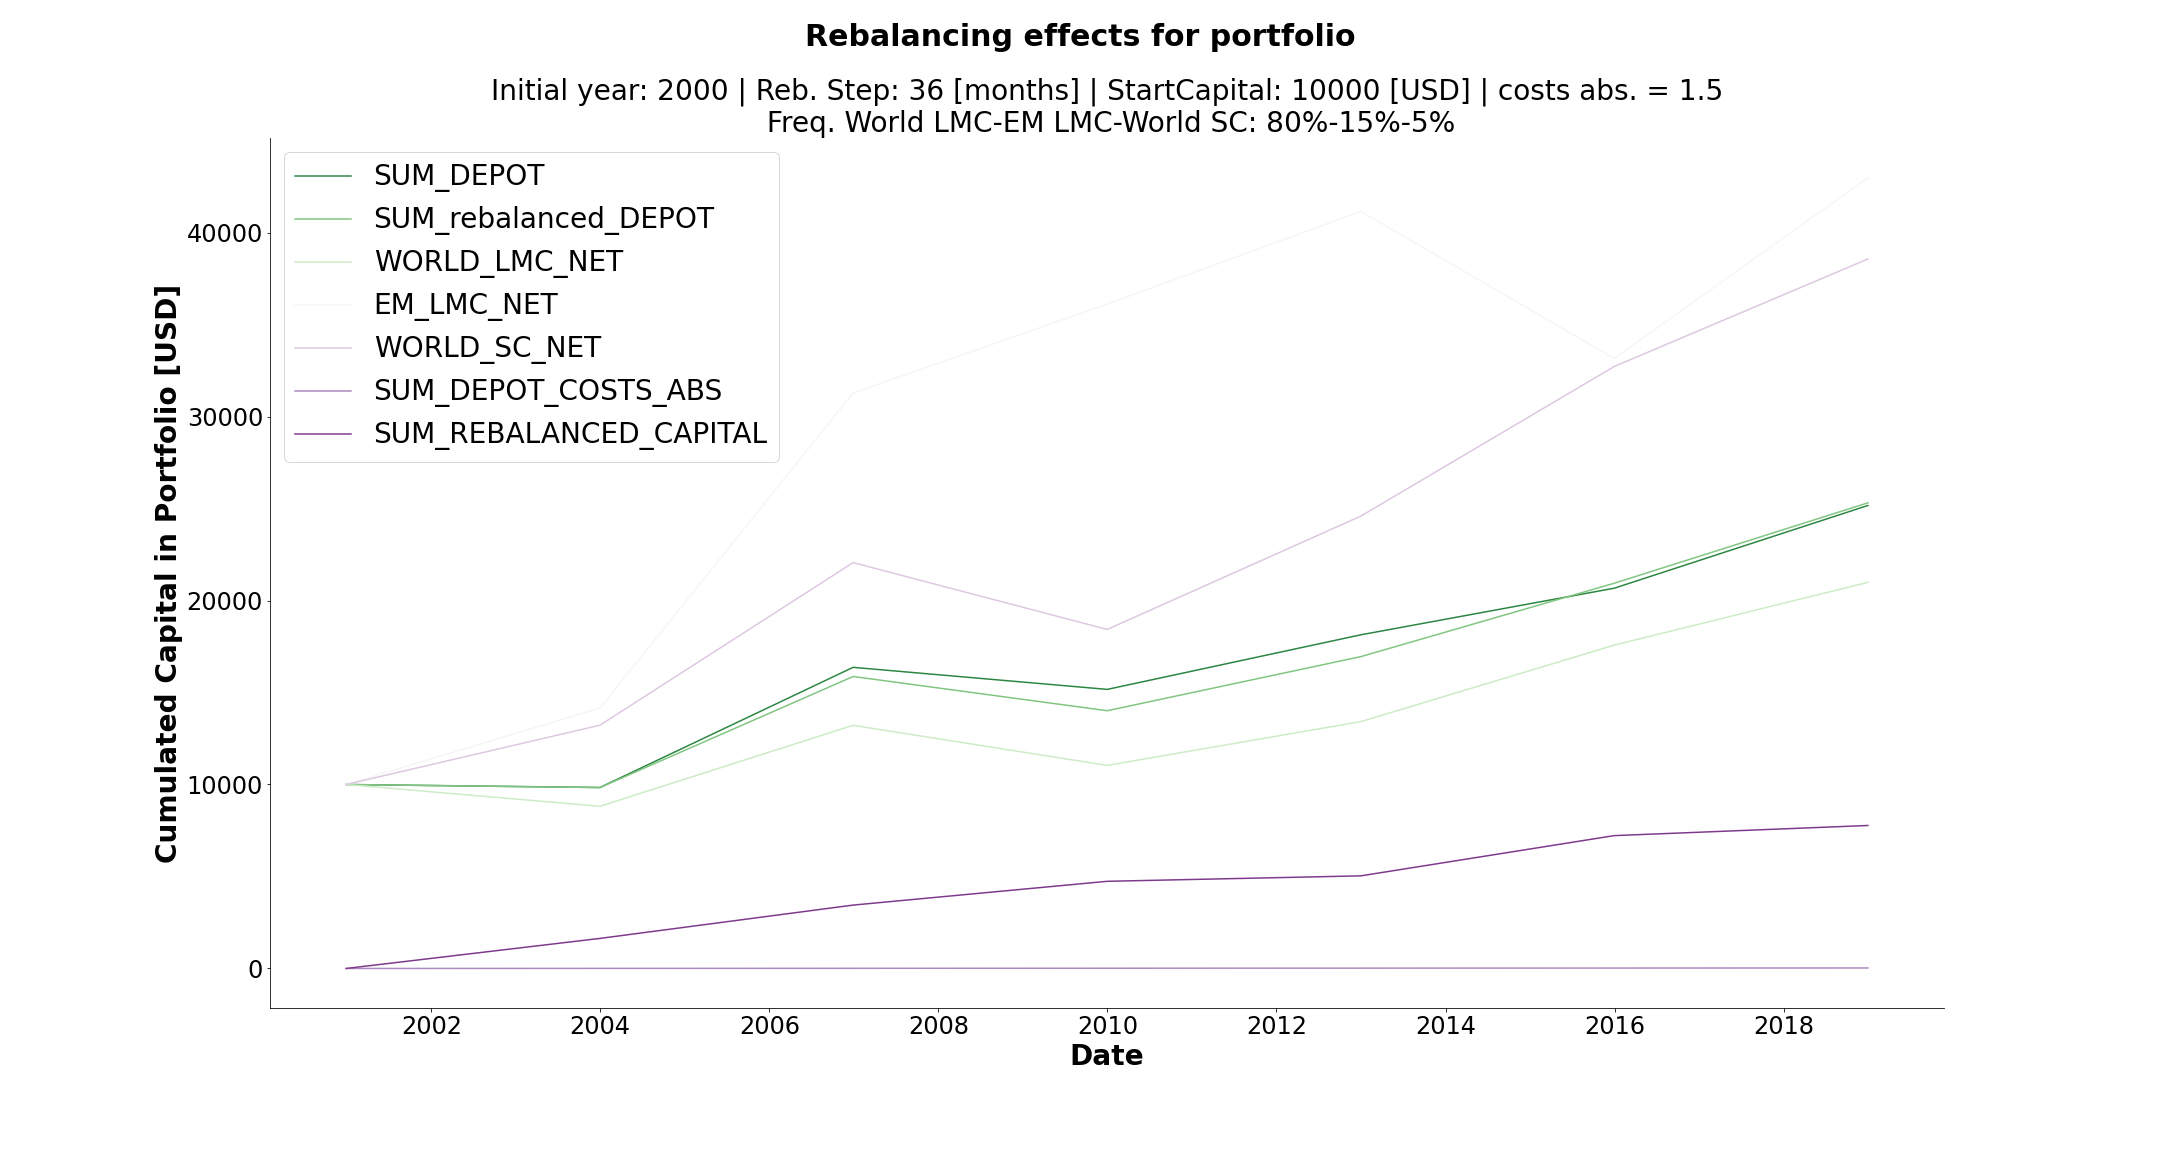 Rebalancing effects for portfolio
Initial year: 2000 | Reb. Step: 36 [months] | StartCapital: 10000 [USD] | costs abs. = 1.5
Freq. World LMC-EM LMC-World SC: 80%-15%-5%
SUM_DEPOT
SUM_rebalanced_DEPOT
WORLD_LMC_NET
EM_LMC_NET
WORLD_SC_NET
SUM_DEPOT_COSTS_ABS
SUM_REBALANCED_CAPITAL
Cumulated Capital in Portfolio [USD]
40000
30000
20000
10000
0
2002 2004 2006 2008 2010 2012 2014 2016 2018
Date